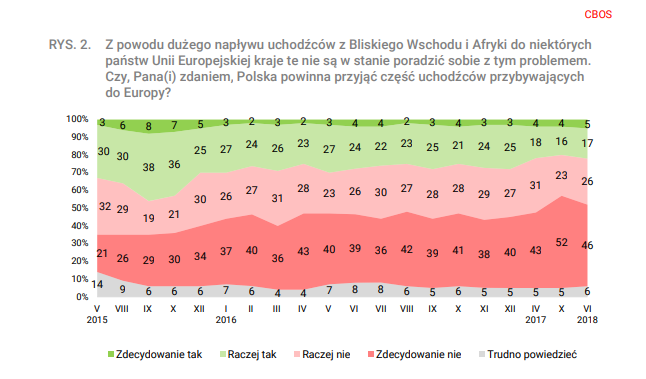 CBOS
RYS. 2. Z powodu dużego napływu uchodźców z Bliskiego Wschodu i Afryki do niektórych
państw Unii Europejskiej kraje te nie są w stanie poradzić sobie z tym problemem.
Czy, Pana(i) zdaniem, Polska powinna przyjąć część uchodźców przybywających
do Europy?
100%
90%
80%
70%
60%
50%
40%
30%
20%
10%
0%
3 6 8 7 5 3 2 3 2 3 4 4 2 3 4 3 3 4 4 5
30 30 38 36 25 27 24 26 23 27 24 22 23 25 21 24 25 18 16 17
32 29 19 21 30 26 27 31 28 23 26 30 27 28 28 29 27 31 23 26
21 26 29 30 34 37 40 36 43 40 39 36 42 39 41 38 40 43 52 46
14 9 6 6 6 7 6 4 4 7 8 8 6 5 6 5 5 5 5 6
V VIII IX X XII I II III IV V VI VII VIII IX X XI XII IV X VI
2015 2016 2017 2018
Zdecydowanie tak Raczej tak Raczej nie Zdecydowanie nie Trudno powiedzieć